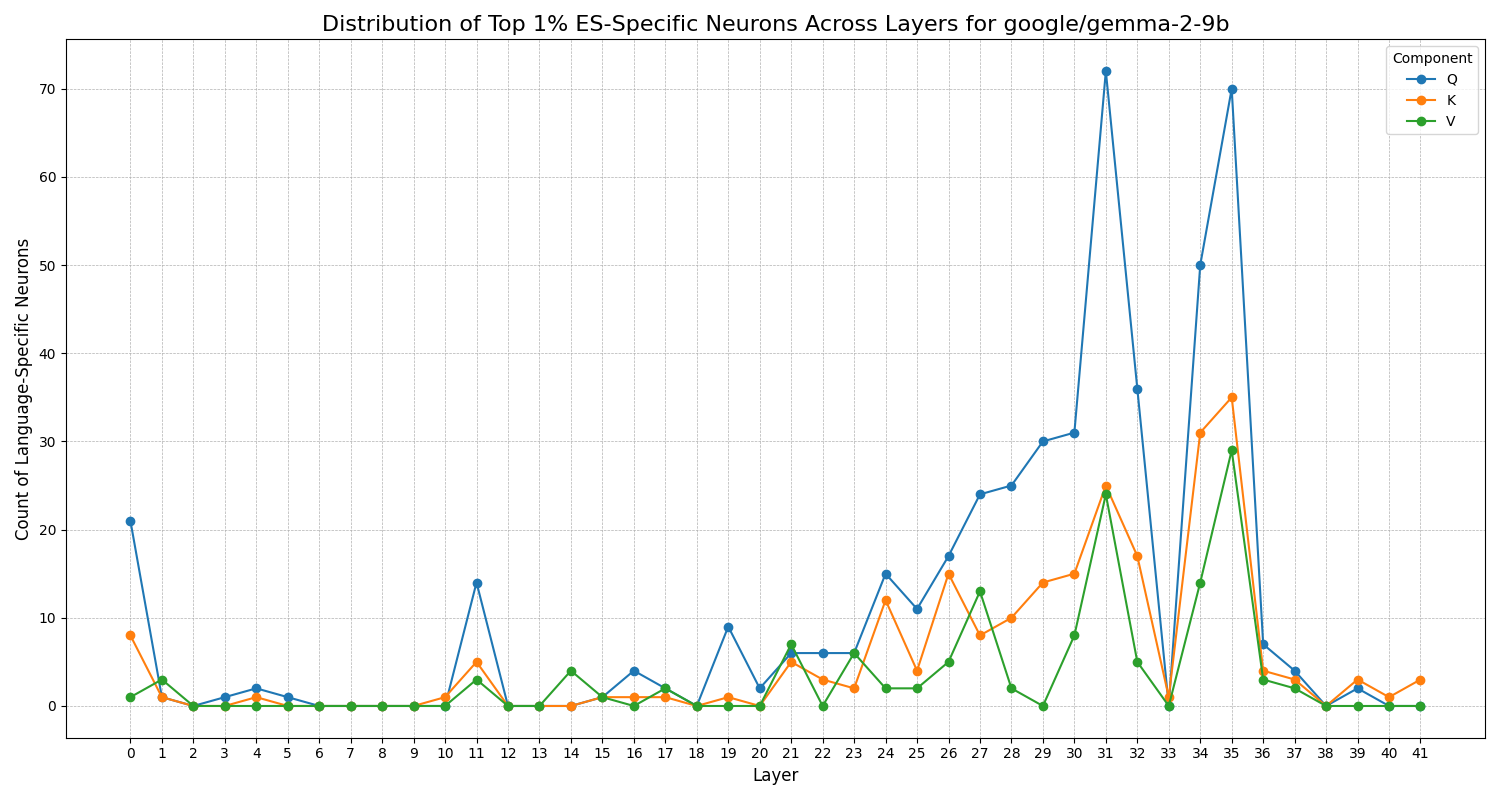 Distribution of Top 1% ES-Specific Neurons Across Layers for google/gemma-2-9b
Component
Q
K
V
Count of Language-Specific Neurons
70
60
50
40
30
20
10
0
0 1 2 3 4 5 6 7 8 9 10 11 12 13 14 15 16 17 18 19 20 21 22 23 24 25 26 27 28 29 30 31 32 33 34 35 36 37 38 39 40 41
Layer